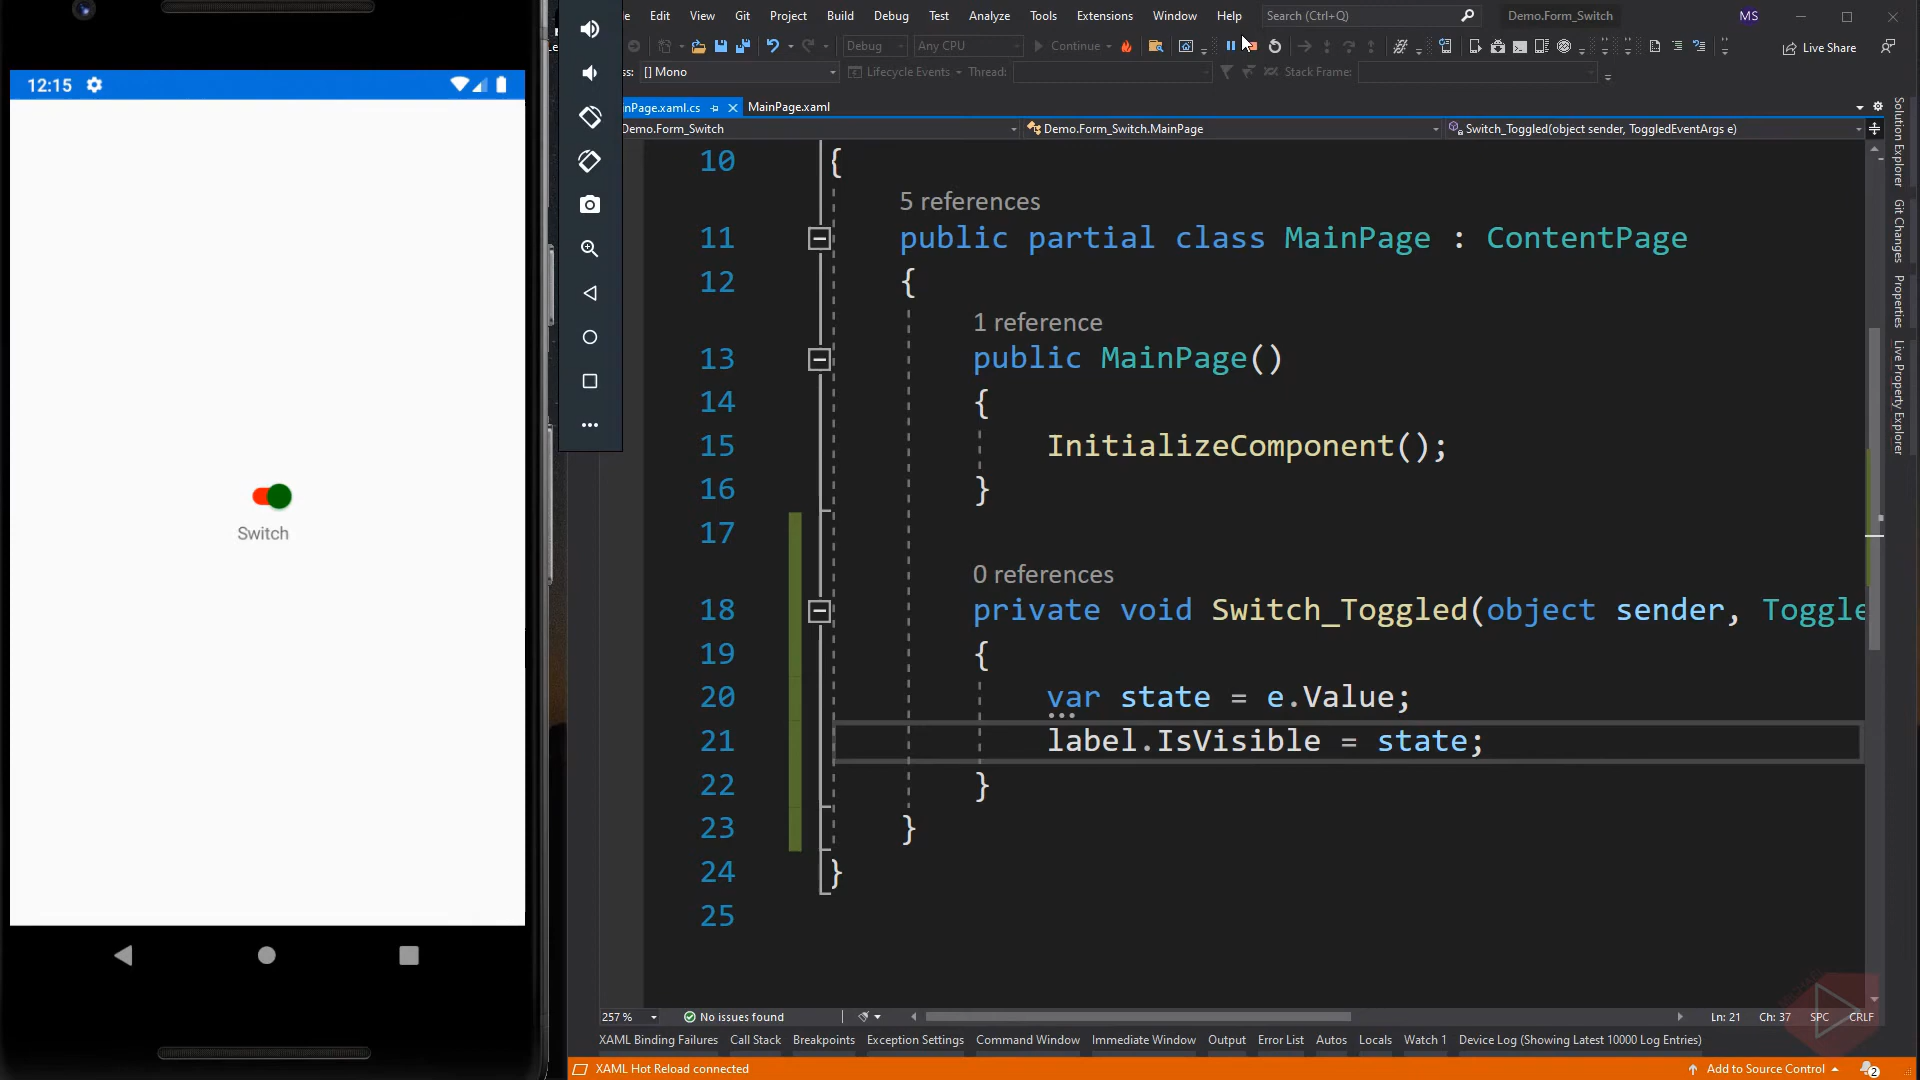 Edit View Git Project Build Debug Test Analyze Tools Extensions Window Help Search (Ctrl+Q) Demo.Form_Switch MS
Debug Any CPU Continue Live Share
[] Mono Lifecycle Events Thread: Stack Frame:
MainPage.xaml
Demo.Form_Switch Demo.Form_Switch.MainPage Switch_Toggled(object sender, ToggledEventArgs e)
12:15
Switch
10 {
5 references
11 public partial class MainPage : ContentPage
12 {
1 reference
13 public MainPage()
14 {
15 InitializeComponent();
16 }
17
0 references
18 private void Switch_Toggled(object sender, Toggle
19 {
20 var state = e.Value;
21 label.IsVisible = state;
22 }
23 }
24 }
25
Solution Explorer
Git Changes
Properties
Live Property Explorer
257 % No issues found Ln: 21 Ch: 37 SPC CRLF
XAML Binding Failures Call Stack Breakpoints Exception Settings Command Window Immediate Window Output Error List Autos Locals Watch 1 Device Log (Showing Latest 10000 Log Entries)
XAML Hot Reload connected Add to Source Control 2